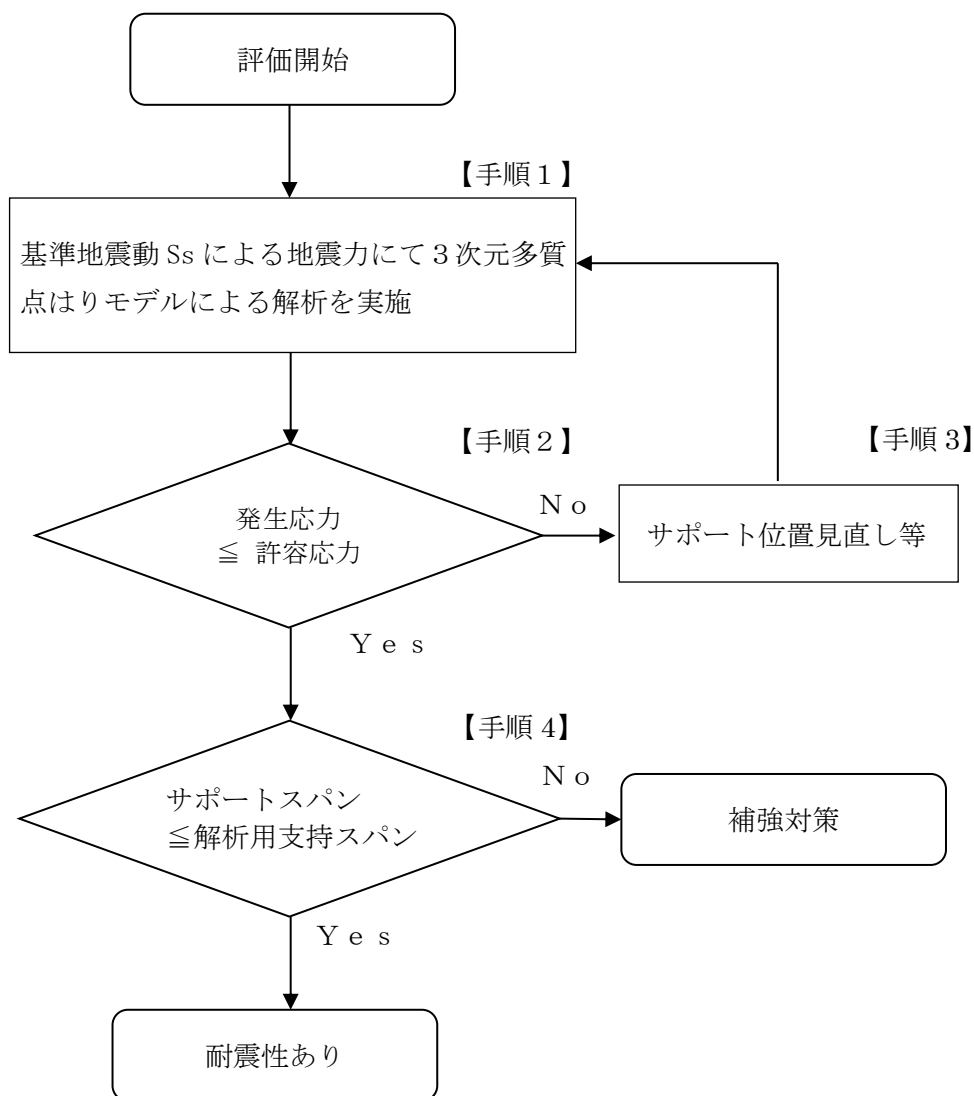 評価開始
【手順１】
基準地震動 Ss による地震力にて３次元多質
点はりモデルによる解析を実施
【手順２】
【手順 3】
発生応力
≦ 許容応力
Ｎｏ
サポート位置見直し等
Ｙｅｓ
【手順 4】
サポートスパン
≦解析用支持スパン
Ｎｏ
補強対策
Ｙｅｓ
耐震性あり